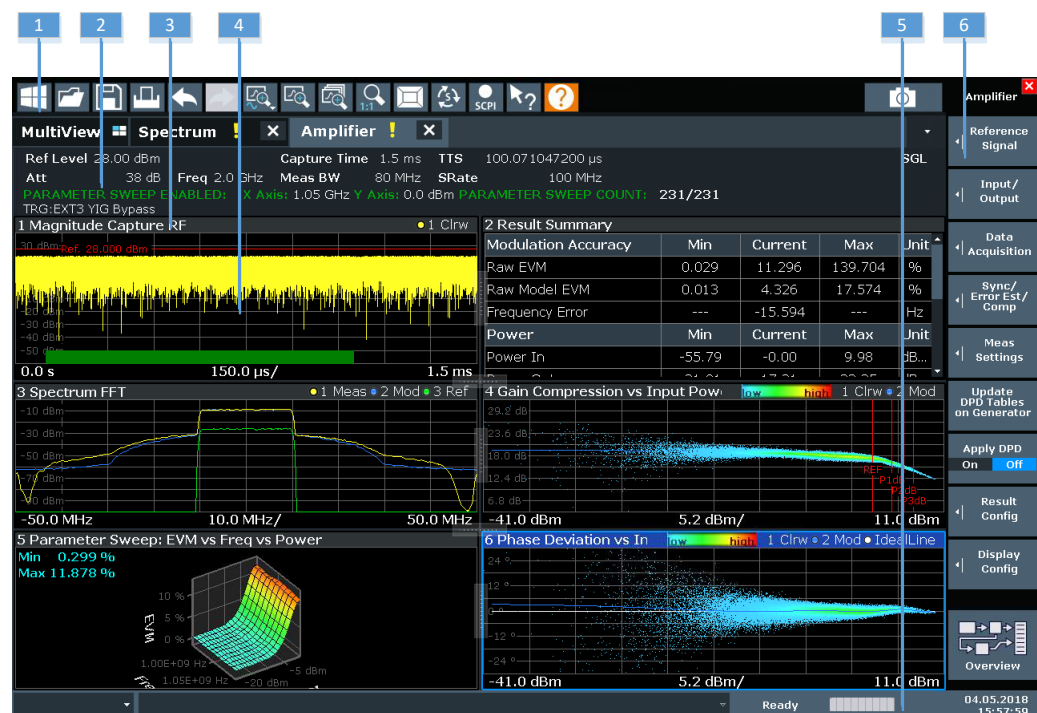 1 2 3 4 5 6
1:1 SCPI ? ?
Amplifier
MultiView Spectrum ! X Amplifier ! X
Ref Level 28.00 dBm Capture Time 1.5 ms TTS 100.071047200 µs SGL
Att 38 dB Freq 2.0 GHz Meas BW 80 MHz SRate 100 MHz
PARAMETER SWEEP ENABLED: X Axis: 1.05 GHz Y Axis: 0.0 dBm PARAMETER SWEEP COUNT: 231/231
TRG:EXT3 YIG Bypass
1 Magnitude Capture RF 1 Clrw
30 dBm Ref. 28.000 dBm
-20 dBm
-30 dBm
-40 dBm
-50 dBm
0.0 s 150.0 µs/ 1.5 ms
2 Result Summary
Modulation Accuracy Min Current Max Unit
Raw EVM 0.029 11.296 139.704 %
Raw Model EVM 0.013 4.326 17.574 %
Frequency Error --- -15.594 --- Hz
Power Min Current Max Unit
Power In -55.79 -0.00 9.98 dB...
3 Spectrum FFT 1 Meas 2 Mod 3 Ref
-10 dBm
-30 dBm
-50 dBm
-70 dBm
-90 dBm
-50.0 MHz 10.0 MHz/ 50.0 MHz
4 Gain Compression vs Input Pow low high 1 Clrw 2 Mod
29.2 dB
23.6 dB
18.0 dB
12.4 dB
6.8 dB
REF
P1dB
P2dB
P3dB
-41.0 dBm 5.2 dBm/ 11.0 dBm
5 Parameter Sweep: EVM vs Freq vs Power
Min 0.299 %
Max 11.878 %
10 %
5 %
0 %
EVM
1.00E+09 Hz
1.05E+09 Hz
-20 dBm
-5 dBm
6 Phase Deviation vs In low high 1 Clrw 2 Mod IdealLine
24 °
12 °
0 °
-12 °
-24 °
-41.0 dBm 5.2 dBm/ 11.0 dBm
Reference
Signal
Input/
Output
Data
Acquisition
Sync/
Error Est/
Comp
Meas
Settings
Update
DPD Tables
on Generator
Apply DPD
On Off
Result
Config
Display
Config
Overview
Ready
04.05.2018
15:57:59